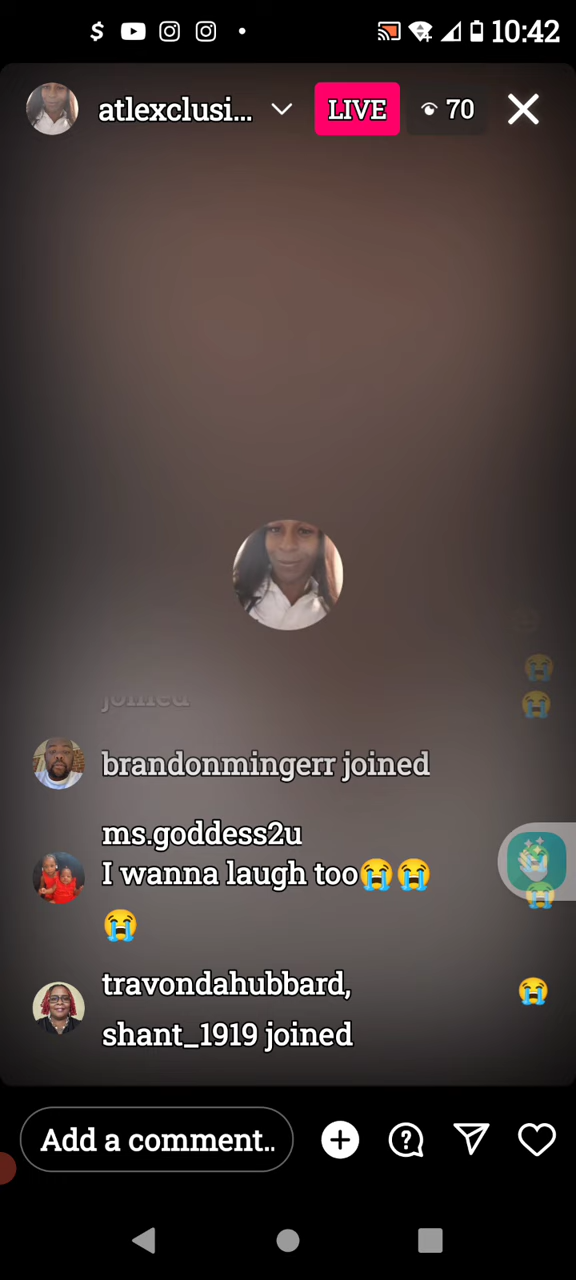 10:42
atlexclusi...
LIVE
70
joined
brandonmingerr joined
ms.goddess2u
I wanna laugh too😭😭
😭
travondahubbard,
shant_1919 joined
Add a comment..